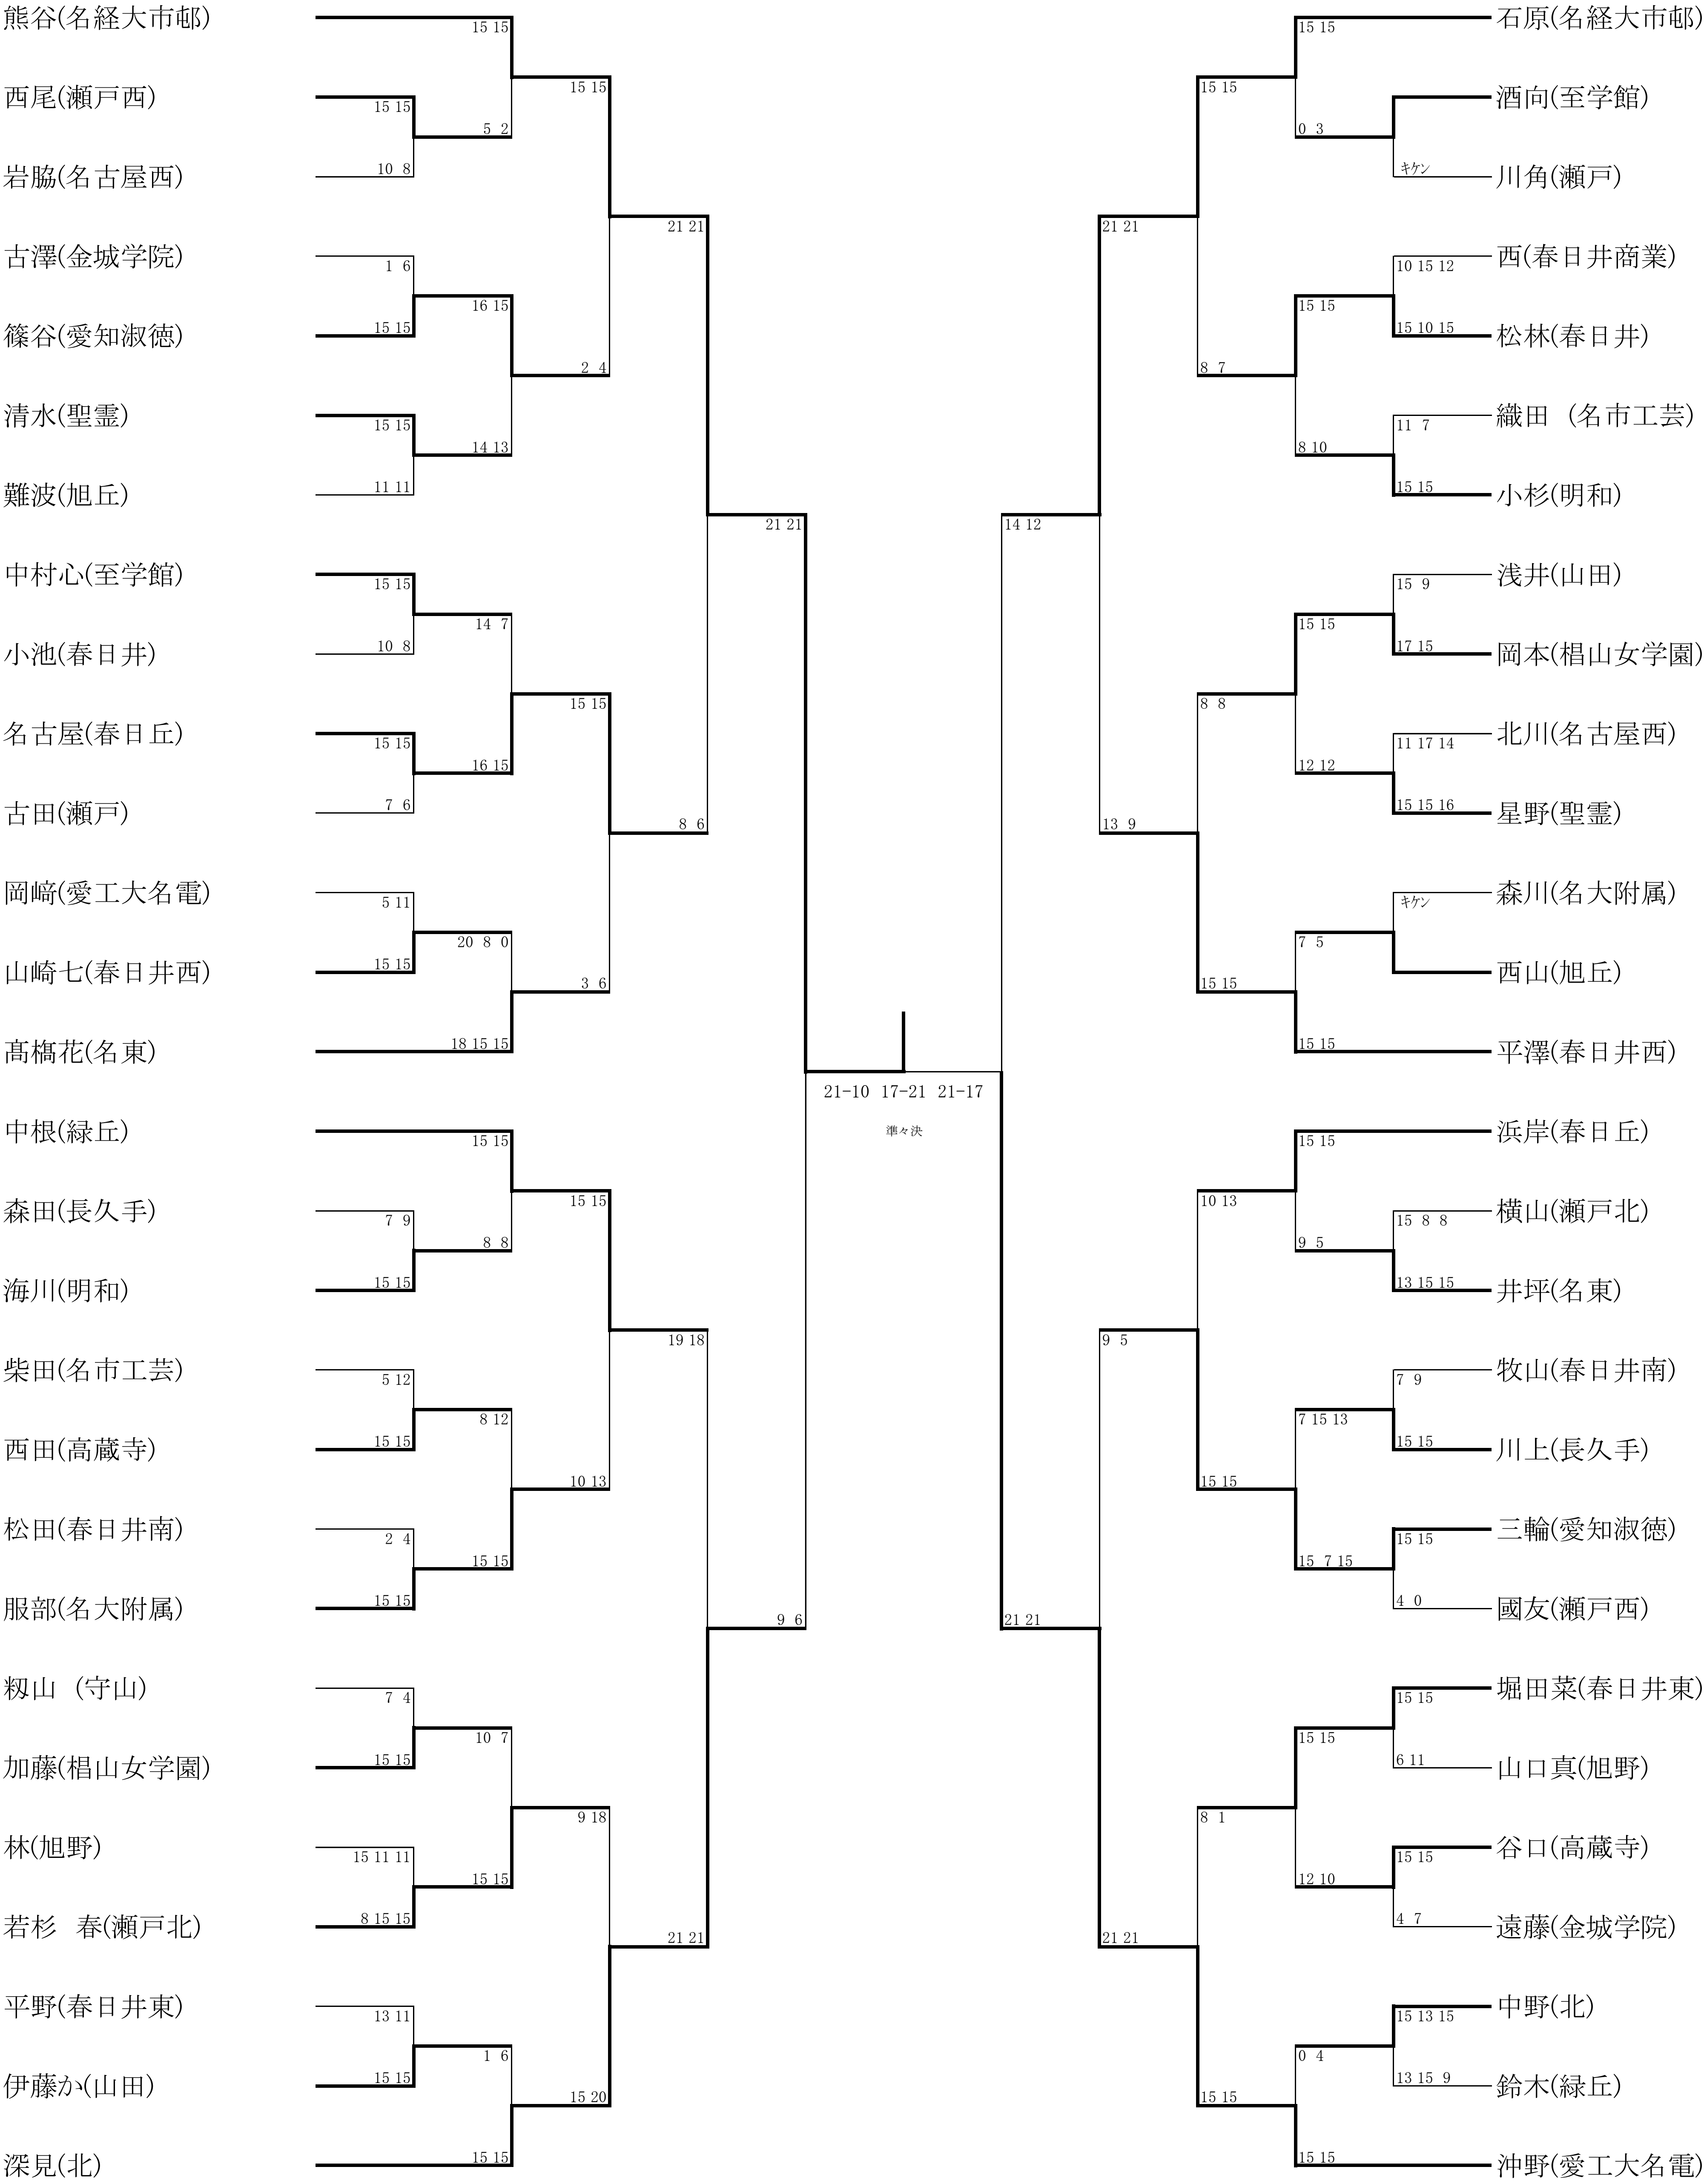 熊谷(名経大市邨)
15 15
15 15
西尾(瀬戸西)
15 15
5 2
岩脇(名古屋西)
10 8
21 21
古澤(金城学院)
1 6
16 15
篠谷(愛知淑徳)
15 15
2 4
清水(聖霊)
15 15
14 13
難波(旭丘)
11 11
21 21
中村心(至学館)
15 15
14 7
小池(春日井)
10 8
15 15
名古屋(春日丘)
15 15
16 15
古田(瀬戸)
7 6
8 6
岡﨑(愛工大名電)
5 11
20 8 0
山崎七(春日井西)
15 15
3 6
髙橋花(名東)
18 15 15
中根(緑丘)
15 15
15 15
森田(長久手)
7 9
8 8
海川(明和)
15 15
19 18
柴田(名市工芸)
5 12
8 12
西田(高蔵寺)
15 15
10 13
松田(春日井南)
2 4
15 15
服部(名大附属)
15 15
9 6
籾山 (守山)
7 4
10 7
加藤(椙山女学園)
15 15
9 18
林(旭野)
15 11 11
15 15
若杉 春(瀬戸北)
8 15 15
21 21
平野(春日井東)
13 11
1 6
伊藤か(山田)
15 15
15 20
深見(北)
15 15
21-10 17-21 21-17
準々決
石原(名経大市邨)
15 15
15 15
酒向(至学館)
0 3
川角(瀬戸)
キケン
21 21
西(春日井商業)
10 15 12
15 15
松林(春日井)
15 10 15
8 7
織田 (名市工芸)
11 7
8 10
小杉(明和)
15 15
14 12
浅井(山田)
15 9
15 15
岡本(椙山女学園)
17 15
8 8
北川(名古屋西)
11 17 14
12 12
星野(聖霊)
15 15 16
13 9
森川(名大附属)
キケン
7 5
西山(旭丘)
15 15
平澤(春日井西)
15 15
浜岸(春日丘)
15 15
10 13
横山(瀬戸北)
15 8 8
9 5
井坪(名東)
13 15 15
9 5
牧山(春日井南)
7 9
7 15 13
川上(長久手)
15 15
15 15
三輪(愛知淑徳)
15 15
15 7 15
國友(瀬戸西)
4 0
21 21
堀田菜(春日井東)
15 15
15 15
山口真(旭野)
6 11
8 1
谷口(高蔵寺)
15 15
12 10
遠藤(金城学院)
4 7
21 21
中野(北)
15 13 15
0 4
鈴木(緑丘)
13 15 9
15 15
沖野(愛工大名電)
15 15